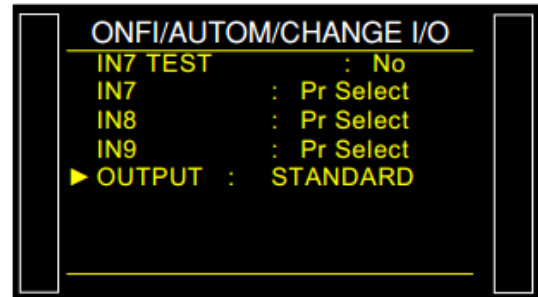 ONFI/AUTOM/CHANGE I/O
IN7 TEST : No
IN7 : Pr Select
IN8 : Pr Select
IN9 : Pr Select
► OUTPUT : STANDARD